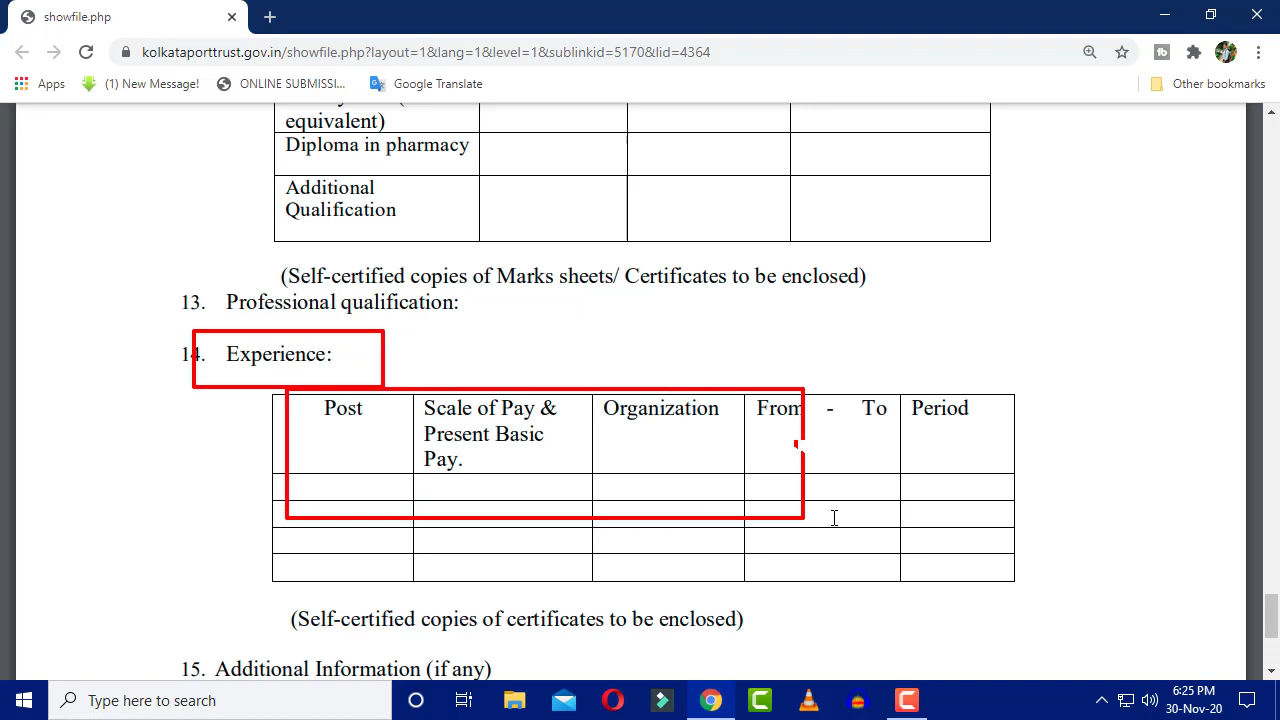 showfile.php
kolkataporttrust.gov.in/showfile.php?layout=1&lang=1&level=1&sublinkid=5170&lid=4364
Apps
(1) New Message!
ONLINE SUBMISSI...
Google Translate
Other bookmarks
equivalent)
Diploma in pharmacy
Additional
Qualification
(Self-certified copies of Marks sheets/ Certificates to be enclosed)
13. Professional qualification:
14. Experience:
Post
Scale of Pay &
Present Basic
Pay.
Organization
From - To
Period
(Self-certified copies of certificates to be enclosed)
15. Additional Information (if any)
Type here to search
6:25 PM
30-Nov-20